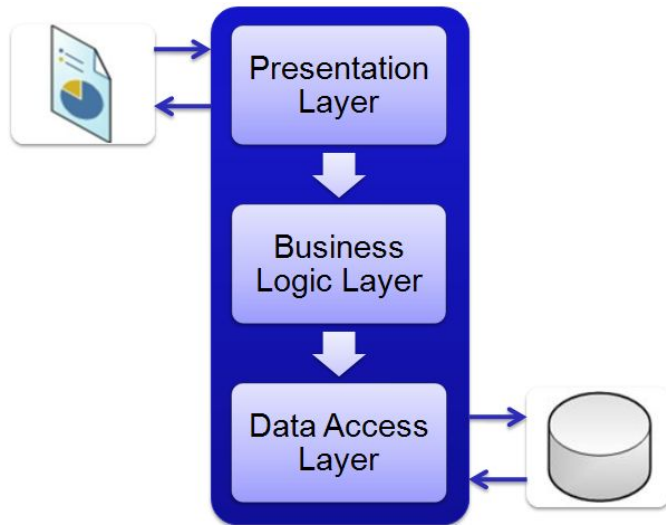 Presentation
Layer
Business
Logic Layer
Data Access
Layer